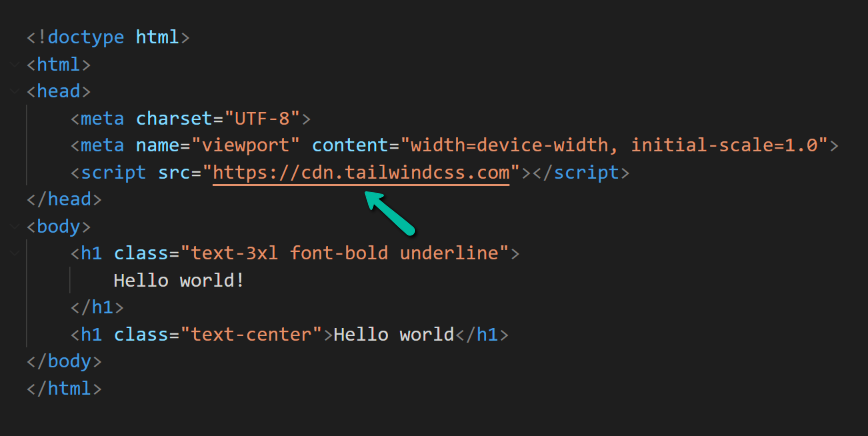 <!doctype html>
<html>
<head>
<meta charset="UTF-8">
<meta name="viewport" content="width=device-width, initial-scale=1.0">
<script src="https://cdn.tailwindcss.com"></script>
</head>
<body>
<h1 class="text-3xl font-bold underline">
Hello world!
</h1>
<h1 class="text-center">Hello world</h1>
</body>
</html>